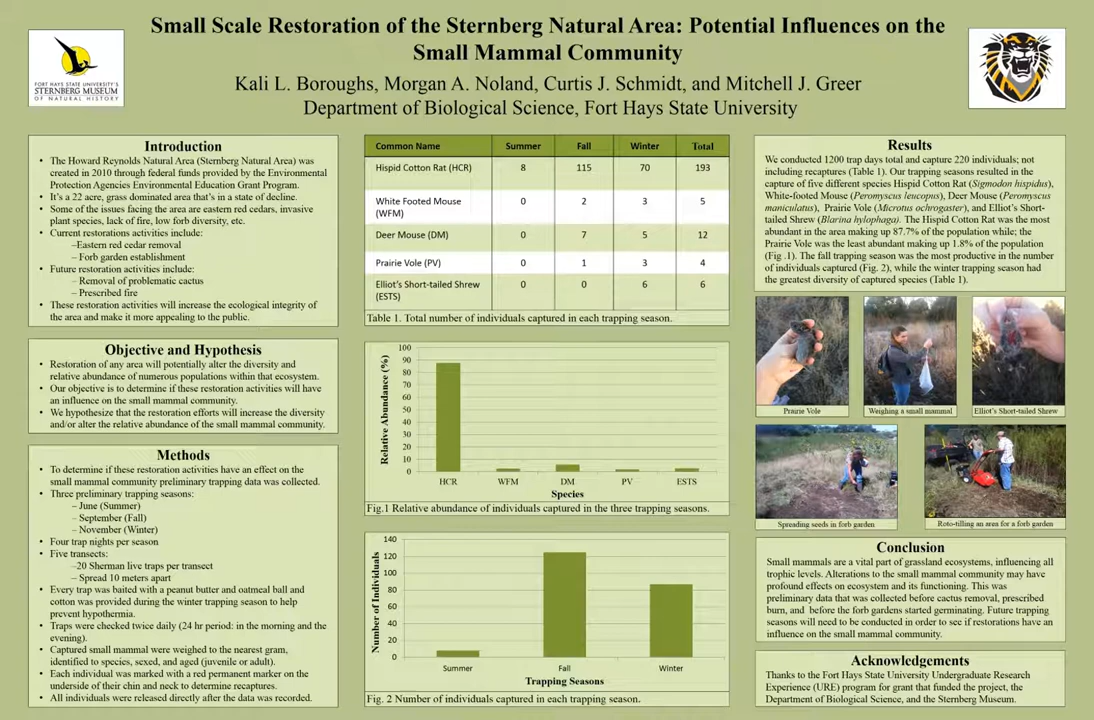 Small Scale Restoration of the Sternberg Natural Area: Potential Influences on the
Small Mammal Community
Kali L. Boroughs, Morgan A. Noland, Curtis J. Schmidt, and Mitchell J. Greer
Department of Biological Science, Fort Hays State University
FORT HAYS STATE UNIVERSITY'S
STERNBERG MUSEUM
OF NATURAL HISTORY
Introduction
• The Howard Reynolds Natural Area (Sternberg Natural Area) was
created in 2010 through federal funds provided by the Environmental
Protection Agencies Environmental Education Grant Program.
• It's a 22 acre, grass dominated area that's in a state of decline.
• Some of the issues facing the area are eastern red cedars, invasive
plant species, lack of fire, low forb diversity, etc.
• Current restorations activities include:
–Eastern red cedar removal
– Forb garden establishment
• Future restoration activities include:
– Removal of problematic cactus
– Prescribed fire
• These restoration activities will increase the ecological integrity of
the area and make it more appealing to the public.
Objective and Hypothesis
• Restoration of any area will potentially alter the diversity and
relative abundance of numerous populations within that ecosystem.
• Our objective is to determine if these restoration activities will have
an influence on the small mammal community.
• We hypothesize that the restoration efforts will increase the diversity
and/or alter the relative abundance of the small mammal community.
Methods
• To determine if these restoration activities have an effect on the
small mammal community preliminary trapping data was collected.
• Three preliminary trapping seasons:
– June (Summer)
– September (Fall)
– November (Winter)
• Four trap nights per season
• Five transects:
–20 Sherman live traps per transect
– Spread 10 meters apart
• Every trap was baited with a peanut butter and oatmeal ball and
cotton was provided during the winter trapping season to help
prevent hypothermia.
• Traps were checked twice daily (24 hr period: in the morning and the
evening).
• Captured small mammal were weighed to the nearest gram,
identified to species, sexed, and aged (juvenile or adult).
• Each individual was marked with a red permanent marker on the
underside of their chin and neck to determine recaptures.
• All individuals were released directly after the data was recorded.
Common Name Summer Fall Winter Total
Hispid Cotton Rat (HCR) 8 115 70 193
White Footed Mouse 0 2 3 5
(WFM)
Deer Mouse (DM) 0 7 5 12
Prairie Vole (PV) 0 1 3 4
Elliot's Short-tailed Shrew 0 0 6 6
(ESTS)
Table 1. Total number of individuals captured in each trapping season.
Relative Abundance (%)
100
90
80
70
60
50
40
30
20
10
0
HCR WFM DM PV ESTS
Species
Fig.1 Relative abundance of individuals captured in the three trapping seasons.
Number of Individuals
140
120
100
80
60
40
20
0
Summer Fall Winter
Trapping Seasons
Fig. 2 Number of individuals captured in each trapping season.
Results
We conducted 1200 trap days total and capture 220 individuals; not
including recaptures (Table 1). Our trapping seasons resulted in the
capture of five different species Hispid Cotton Rat (Sigmodon hispidus),
White-footed Mouse (Peromyscus leucopus), Deer Mouse (Peromyscus
maniculatus), Prairie Vole (Microtus ochrogaster), and Elliot's Short-
tailed Shrew (Blarina hylophaga). The Hispid Cotton Rat was the most
abundant in the area making up 87.7% of the population while; the
Prairie Vole was the least abundant making up 1.8% of the population
(Fig .1). The fall trapping season was the most productive in the number
of individuals captured (Fig. 2), while the winter trapping season had
the greatest diversity of captured species (Table 1).
Prairie Vole
Weighing a small mammal
Elliot's Short-tailed Shrew
Spreading seeds in forb garden
Roto-tilling an area for a forb garden
Conclusion
Small mammals are a vital part of grassland ecosystems, influencing all
trophic levels. Alterations to the small mammal community may have
profound effects on ecosystem and its functioning. This was
preliminary data that was collected before cactus removal, prescribed
burn, and before the forb gardens started germinating. Future trapping
seasons will need to be conducted in order to see if restorations have an
influence on the small mammal community.
Acknowledgements
Thanks to the Fort Hays State University Undergraduate Research
Experience (URE) program for grant that funded the project, the
Department of Biological Science, and the Sternberg Museum.